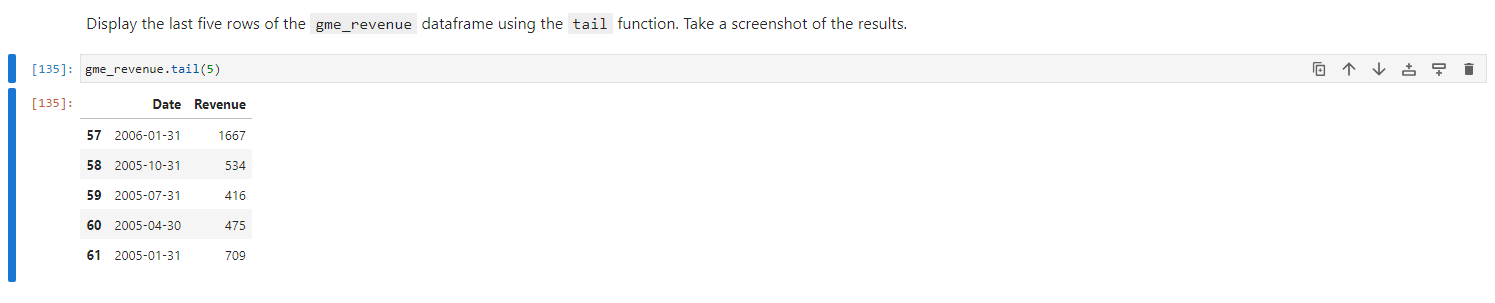 Display the last five rows of the gme_revenue dataframe using the tail function. Take a screenshot of the results.
[135]: gme_revenue.tail(5)
[135]: Date Revenue
57 2006-01-31 1667
58 2005-10-31 534
59 2005-07-31 416
60 2005-04-30 475
61 2005-01-31 709